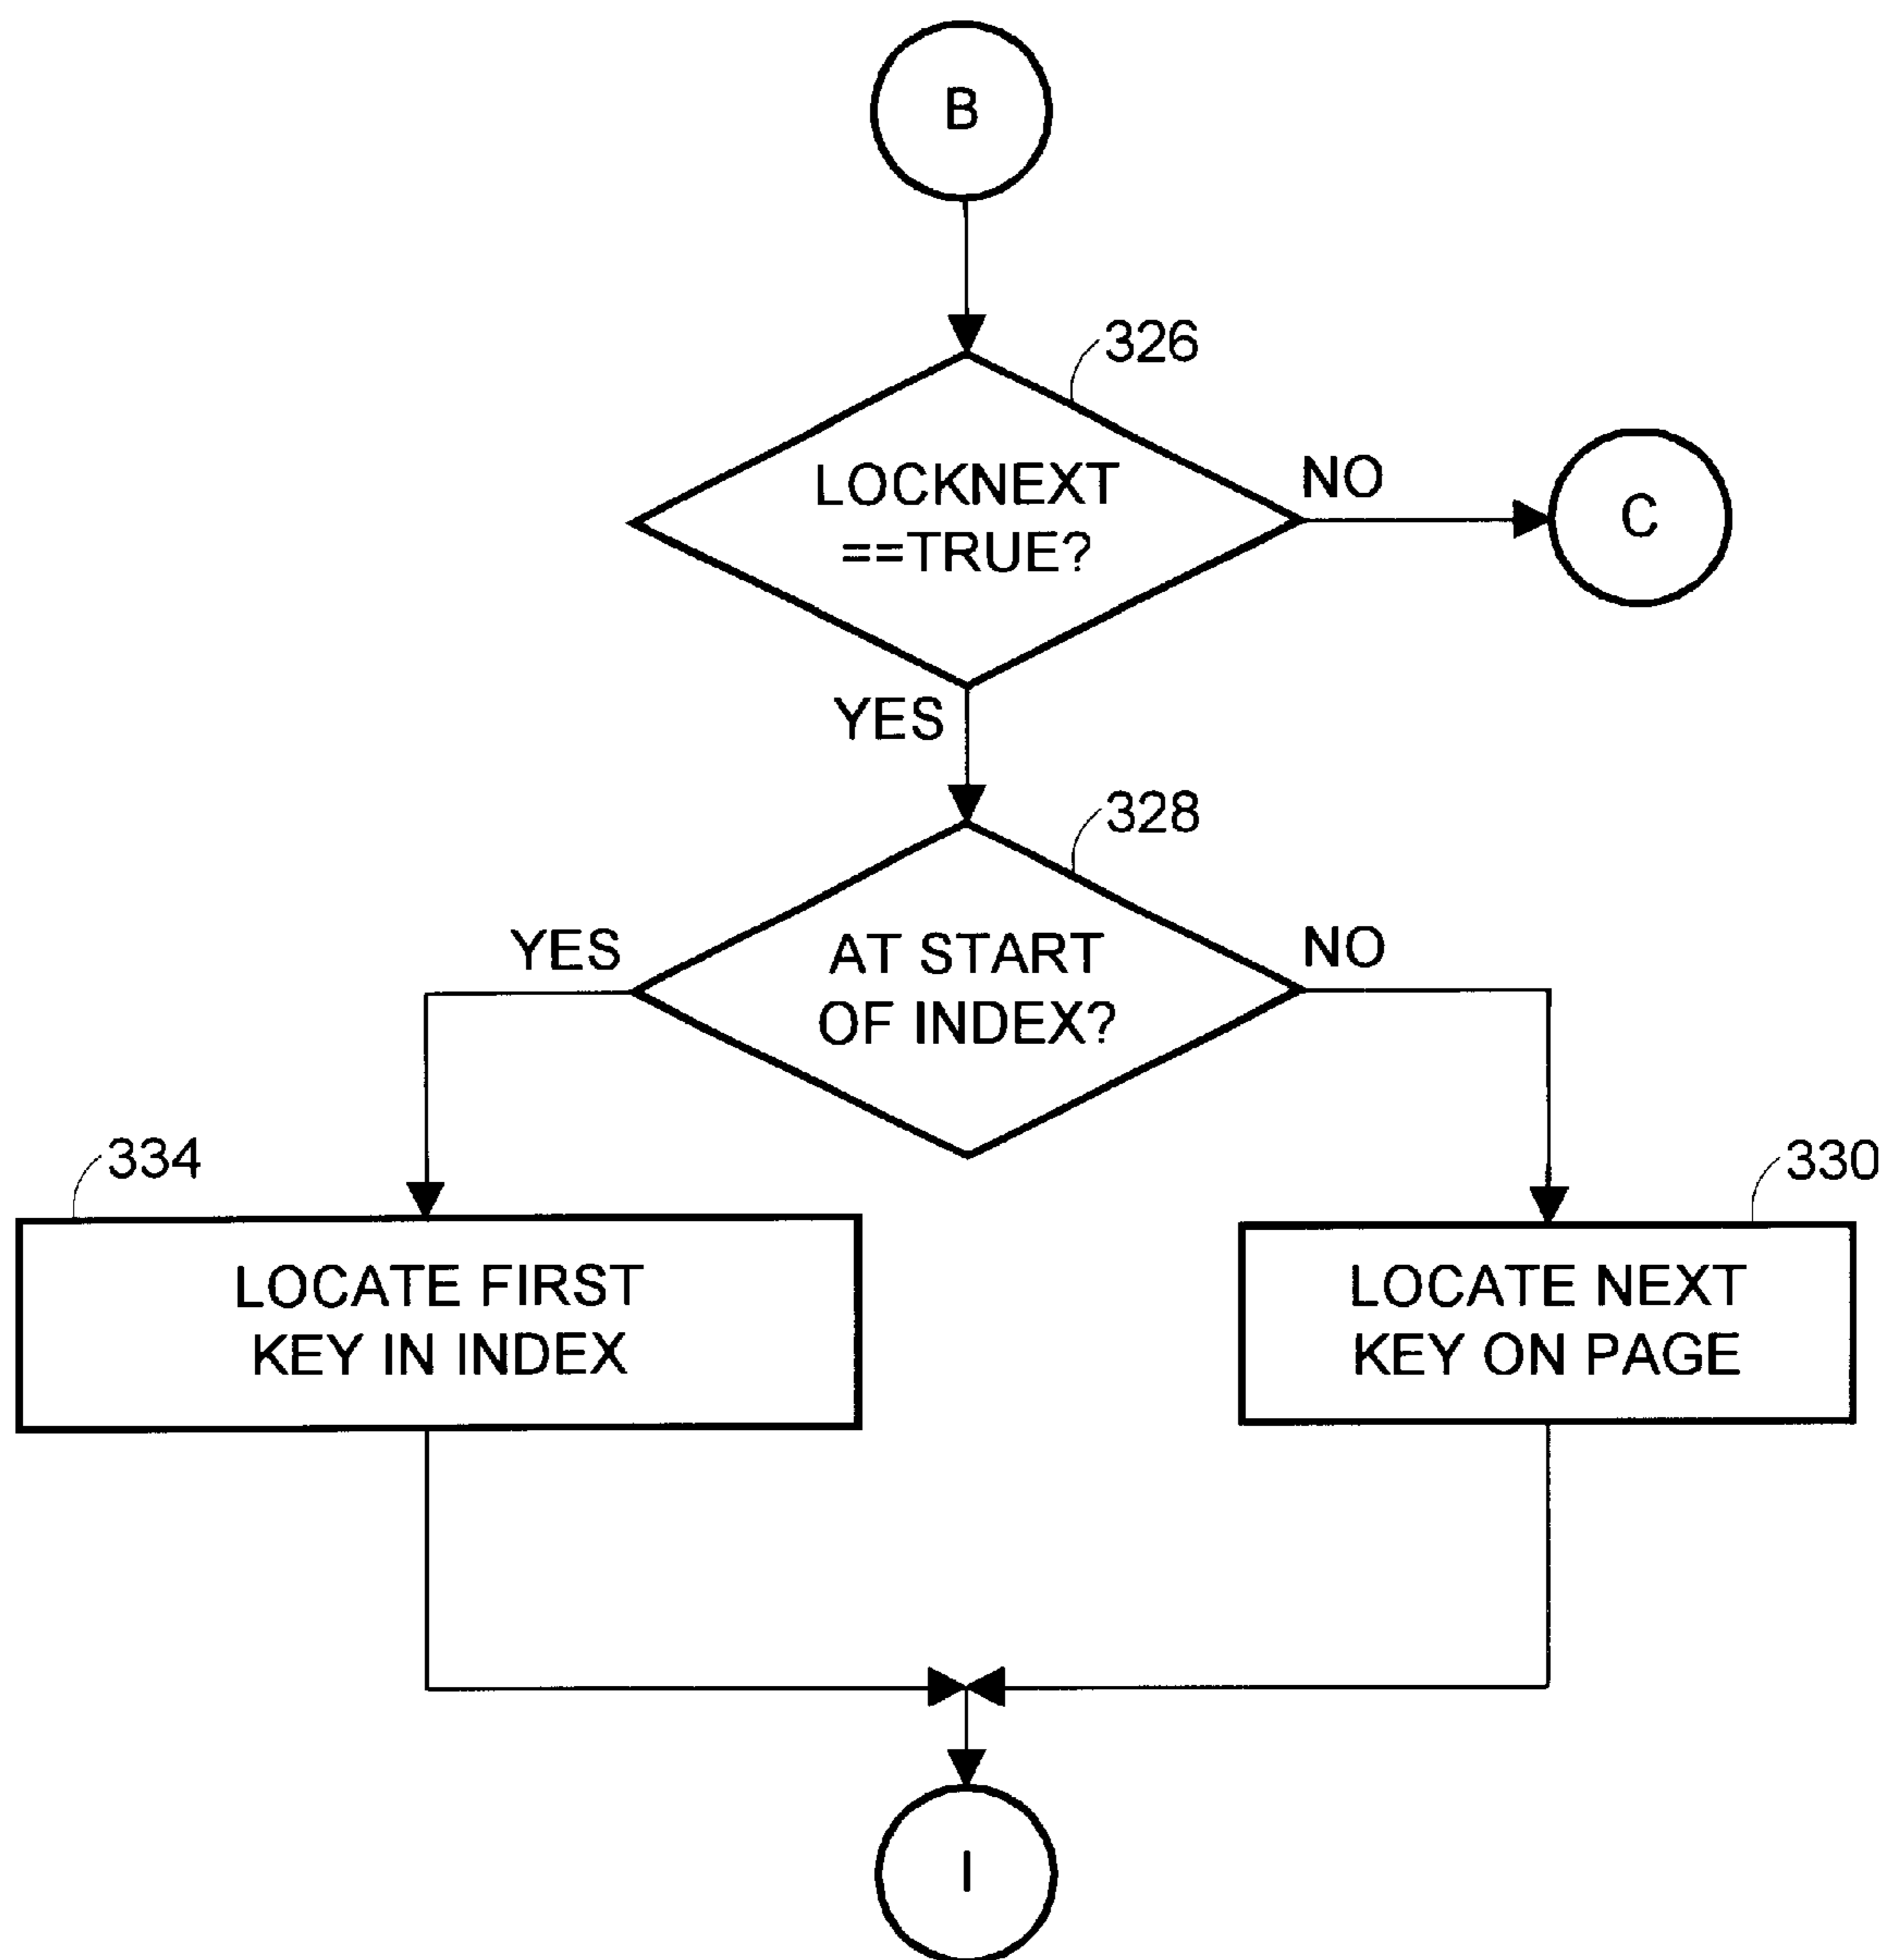 B
326
LOCKNEXT
==TRUE?
NO
C
YES
328
AT START
OF INDEX?
YES
NO
334
LOCATE FIRST
KEY IN INDEX
330
LOCATE NEXT
KEY ON PAGE
I